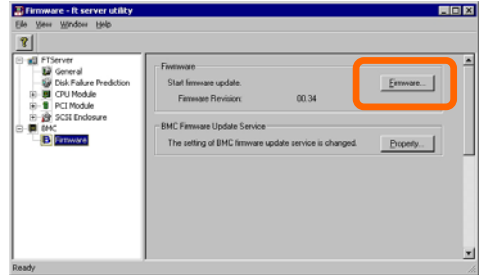 Firmware - ft server utility
File View Window Help
FTServer
General
Disk Failure Prediction
CPU Module
PCI Module
SCSI Enclosure
BMC
Firmware
Firmware
Start firmware update.
Firmware...
Firmware Revision: 00.34
BMC Firmware Update Service
The setting of BMC firmware update service is changed.
Property...
Ready